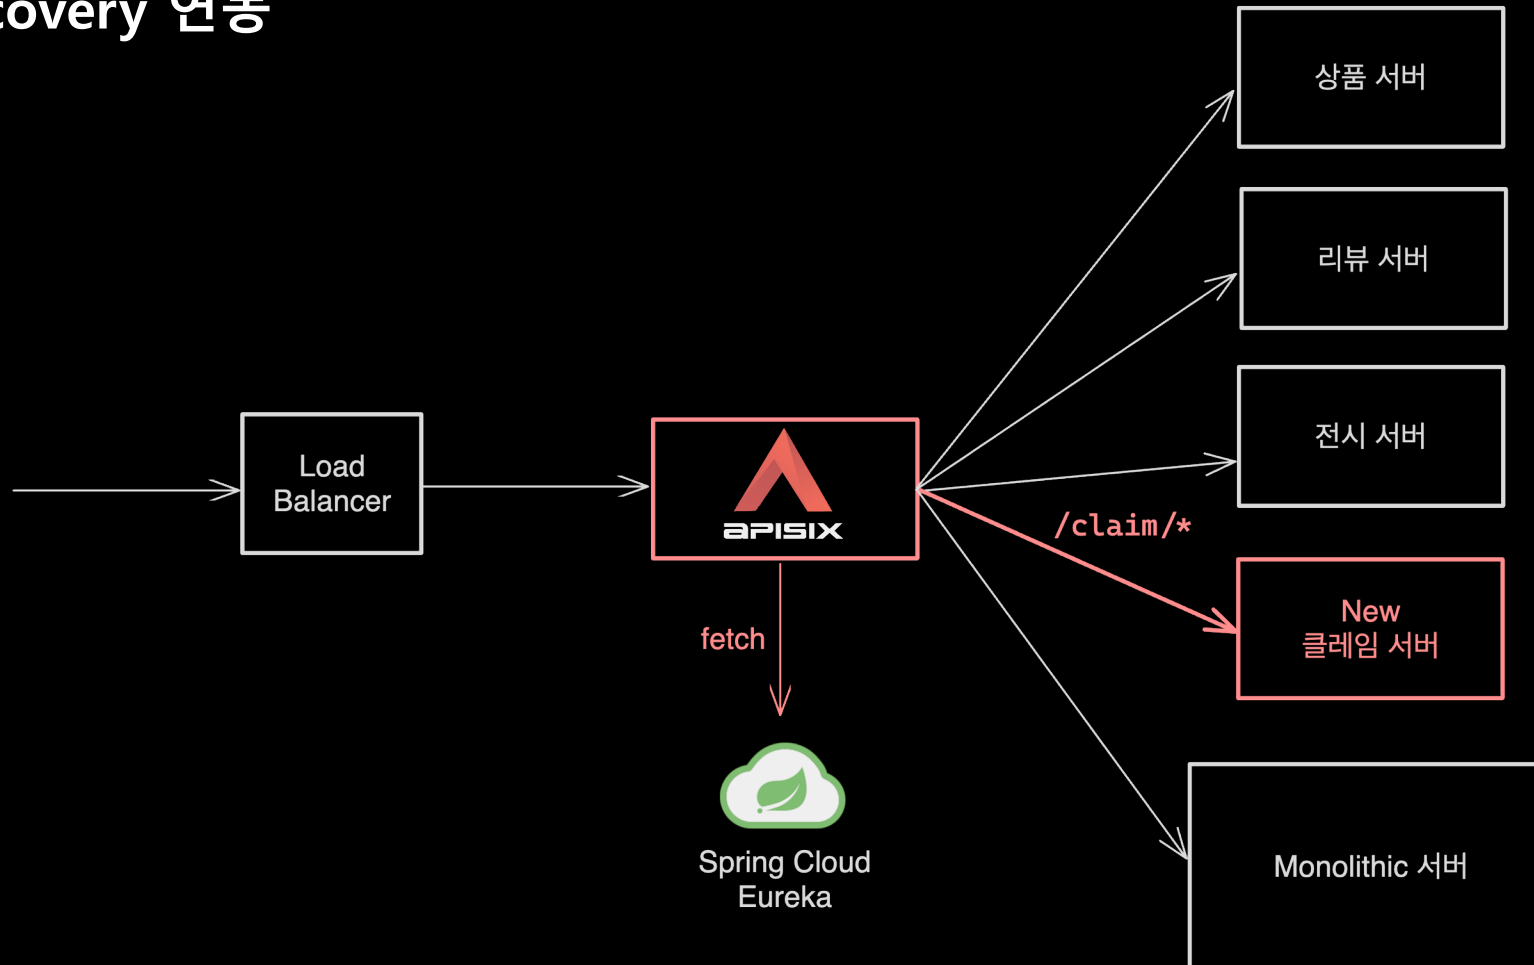 covery 연동
상품 서버
리뷰 서버
전시 서버
Load
Balancer
apisix
/claim/*
New
클레임 서버
fetch
Spring Cloud
Eureka
Monolithic 서버